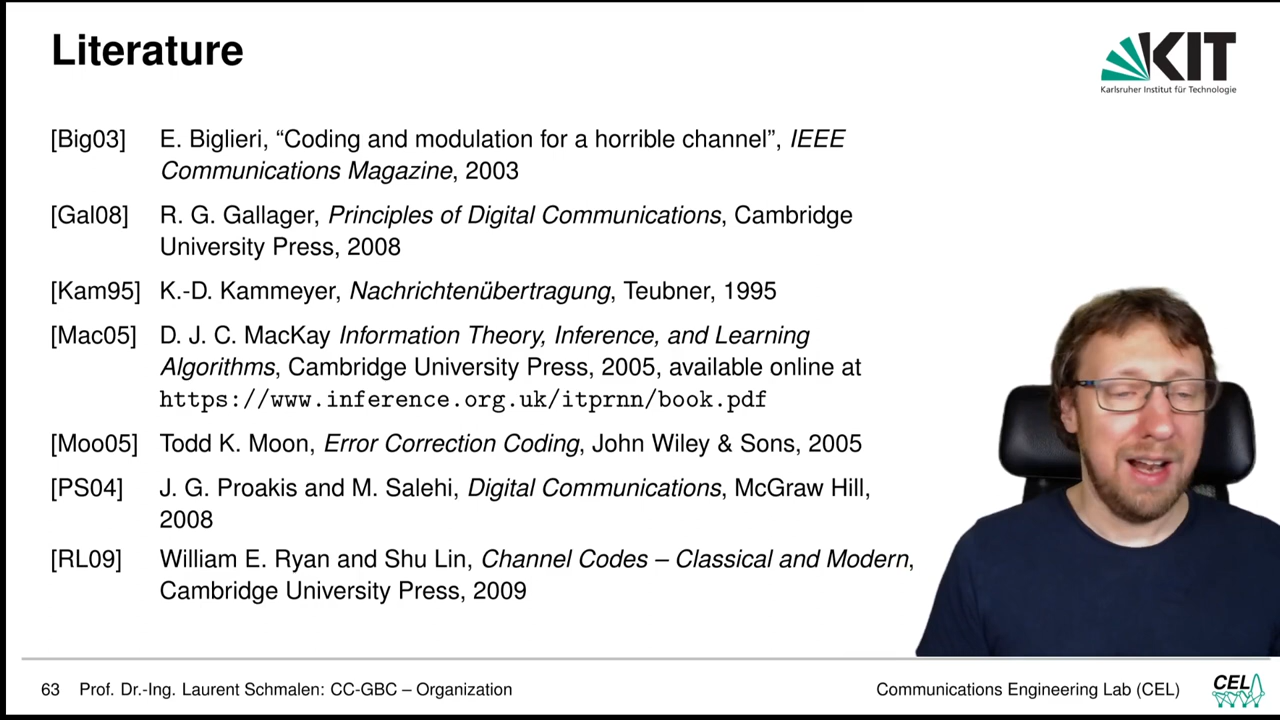 Literature
KIT
Karlsruher Institut für Technologie
[Big03] E. Biglieri, “Coding and modulation for a horrible channel”, IEEE
Communications Magazine, 2003
[Gal08] R. G. Gallager, Principles of Digital Communications, Cambridge
University Press, 2008
[Kam95] K.-D. Kammeyer, Nachrichtenübertragung, Teubner, 1995
[Mac05] D. J. C. MacKay Information Theory, Inference, and Learning
Algorithms, Cambridge University Press, 2005, available online at
https://www.inference.org.uk/itprnn/book.pdf
[Moo05] Todd K. Moon, Error Correction Coding, John Wiley & Sons, 2005
[PS04] J. G. Proakis and M. Salehi, Digital Communications, McGraw Hill,
2008
[RL09] William E. Ryan and Shu Lin, Channel Codes – Classical and Modern,
Cambridge University Press, 2009
63 Prof. Dr.-Ing. Laurent Schmalen: CC-GBC – Organization
Communications Engineering Lab (CEL)
CEL